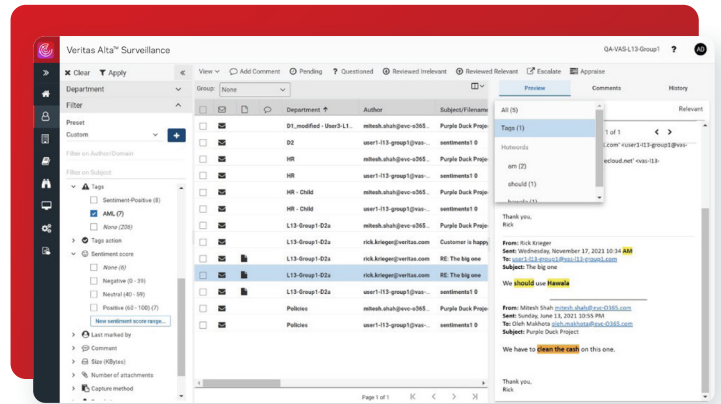 Veritas Alta™ Surveillance
QA-VAS-L13-Group1 ? AD
Clear Apply «
View Add Comment Pending ? Questioned Reviewed Irrelevant Reviewed Relevant Escalate Appraise
Department
Group: None
Preview Comments History
Filter
Department ↑ Author Subject/Filename
All (5)
Relevant
Preset
Custom +
Tags (1)
1 of 1 < >
Filter on Author/Domain
Hotwords
Filter on Subject
am (2)
should (1)
hawala (1)
Tags
Sentiment-Positive (8)
AML (7)
None (208)
Tags action
Sentiment score
None (6)
Negative (0 - 39)
Neutral (40 - 59)
Positive (60 - 100) (7)
New sentiment score range...
Last marked by
Comment
Size (KBytes)
Number of attachments
Capture method
D1_modified - User3-L1.. mitesh.shah@evc-o365.. Purple Duck Proje
D2 user1-l13-group1@vas-... sentiments1 0
HR mitesh.shah@evc-o365.. Purple Duck Proje
HR user1-l13-group1@vas-... sentiments1 0
HR - Child mitesh.shah@evc-o365.. Purple Duck Proje
HR - Child user1-l13-group1@vas-... sentiments1 0
L13-Group1-D2a mitesh.shah@evc-o365.. Purple Duck Proje
L13-Group1-D2a rick.krieger@veritas.com Customer is happy
L13-Group1-D2a rick.krieger@veritas.com RE: The big one
L13-Group1-D2a rick.krieger@veritas.com RE: The big one
L13-Group1-D2a user1-l13-group1@vas-... sentiments1 0
Policies mitesh.shah@evc-o365.. Purple Duck Proje
Policies user1-l13-group1@vas-... sentiments1 0
Page 1 of 1
Thank you,
Rick
From: Rick Krieger
Sent: Wednesday, November 17, 2021 10:34 AM
To: user1-l13-group1@vas-l13-group1.com
Subject: The big one
We should use Hawala
From: Mitesh Shah mitesh.shah@evc-O365.com
Sent: Sunday, June 13, 2021 10:55 PM
To: Oleh Makhota oleh.makhota@evc-O365.com
Subject: Purple Duck Project
We have to clean the cash on this one.
Thank you,
Rick